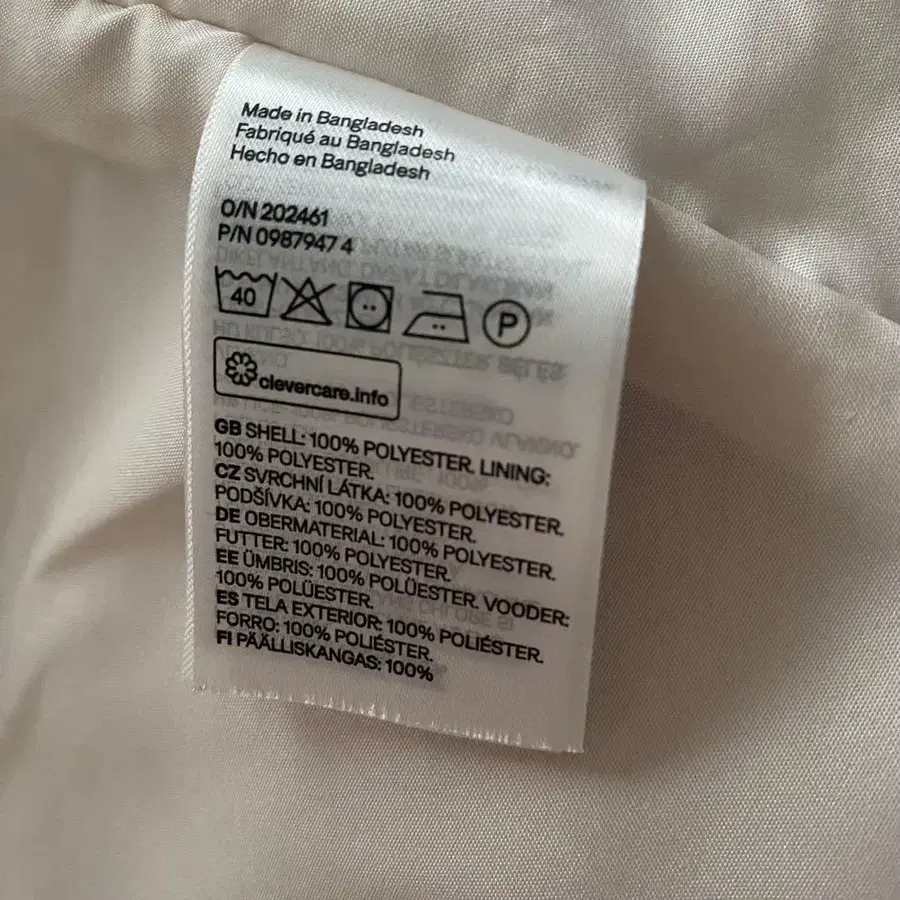 Made in Bangladesh
Fabriqué au Bangladesh
Hecho en Bangladesh
O/N 202461
P/N 0987947 4
40
P
clevercare.info
GB SHELL: 100% POLYESTER. LINING:
100% POLYESTER.
CZ SVRCHNÍ LÁTKA: 100% POLYESTER.
PODŠÍVKA: 100% POLYESTER.
DE OBERMATERIAL: 100% POLYESTER.
FUTTER: 100% POLYESTER.
EE ÜMBRIS: 100% POLÜESTER. VOODER:
100% POLÜESTER.
ES TELA EXTERIOR: 100% POLIÉSTER.
FORRO: 100% POLIÉSTER.
FI PÄÄLLISKANGAS: 100%